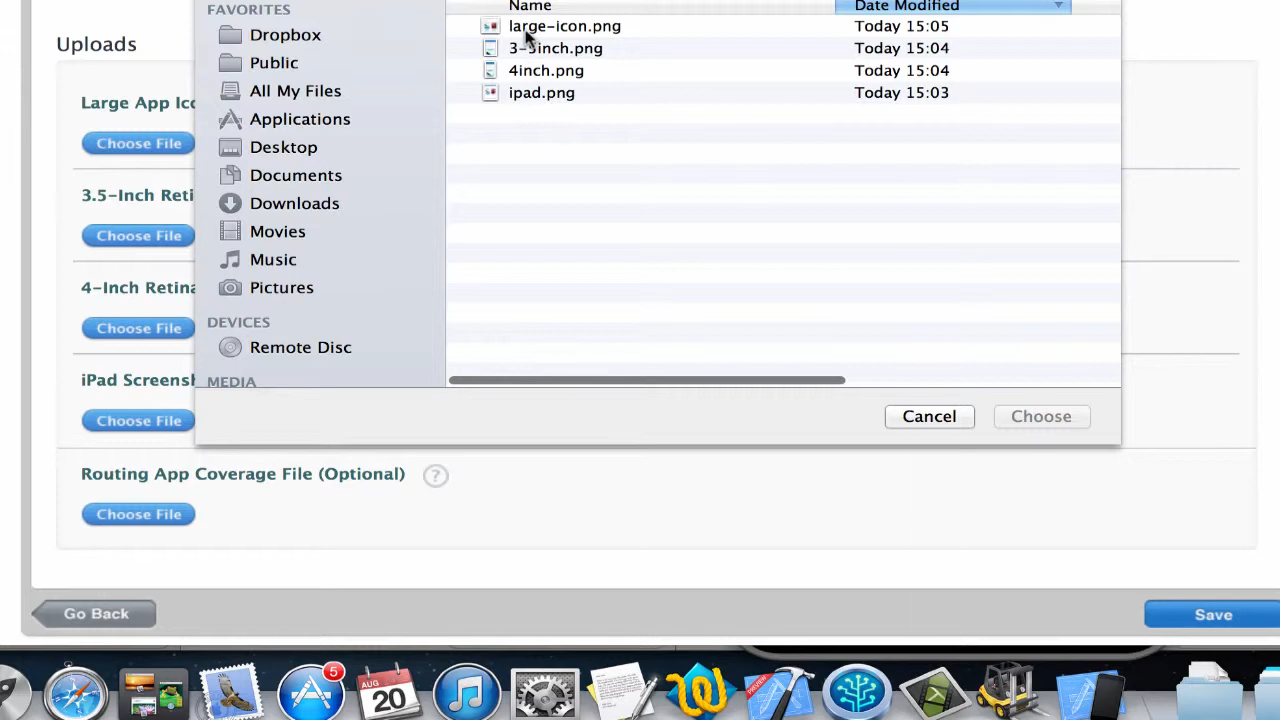 FAVORITES
Dropbox
Public
All My Files
Applications
Desktop
Documents
Downloads
Movies
Music
Pictures
DEVICES
Remote Disc
MEDIA
Name Date Modified
large-icon.png Today 15:05
3-5inch.png Today 15:04
4inch.png Today 15:04
ipad.png Today 15:03
Cancel Choose
Uploads
Large App Ico
Choose File
3.5-Inch Reti
Choose File
4-Inch Retina
Choose File
iPad Screensh
Choose File
Routing App Coverage File (Optional) ?
Choose File
Go Back Save
5
AUG
20
PREVIEW